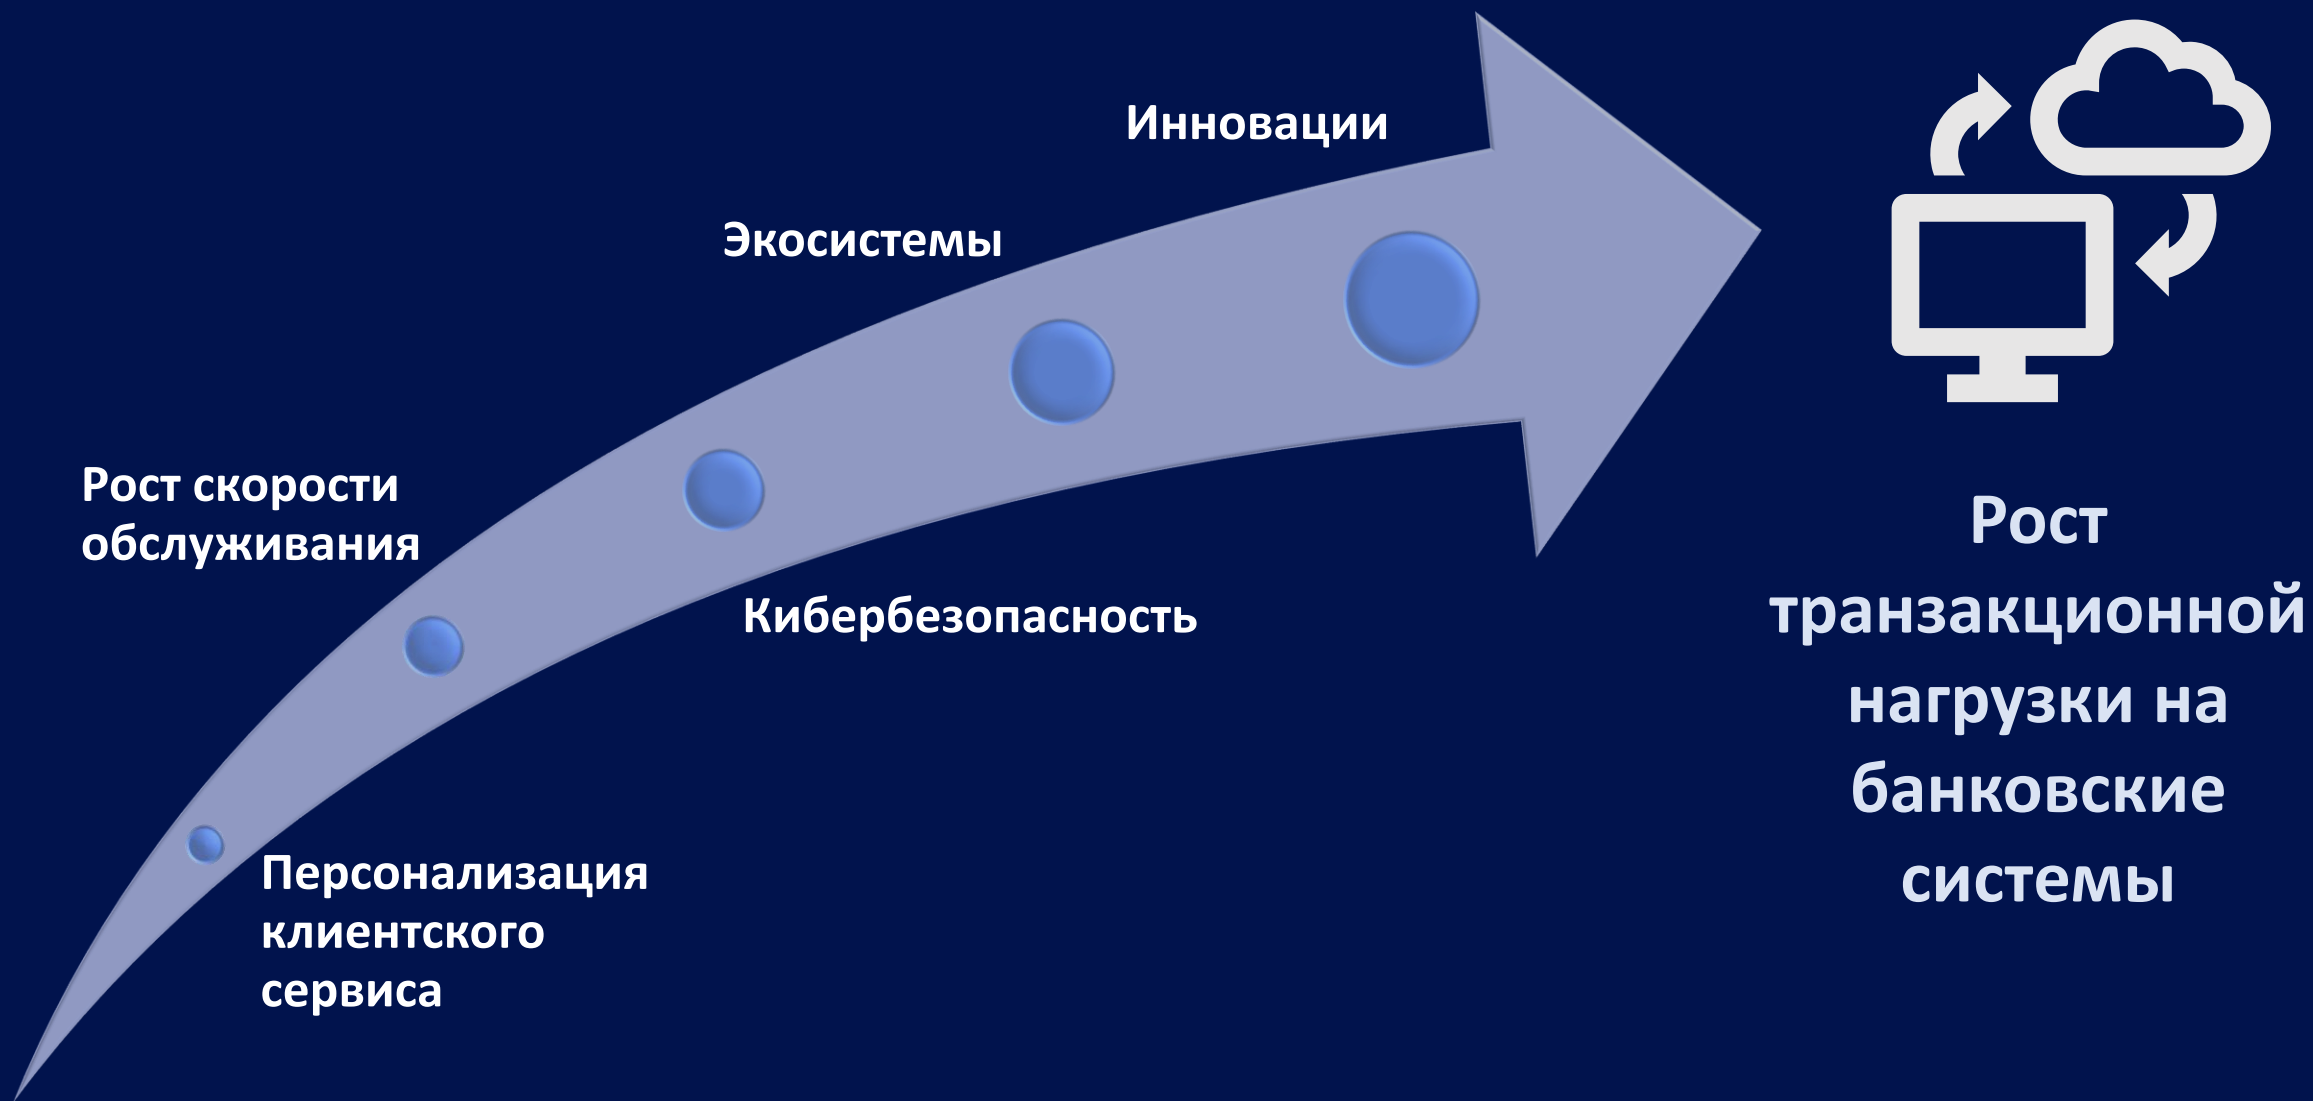 Инновации
Экосистемы
Рост скорости
обслуживания
Кибербезопасность
Персонализация
клиентского
сервиса
Рост
транзакционной
нагрузки на
банковские
системы